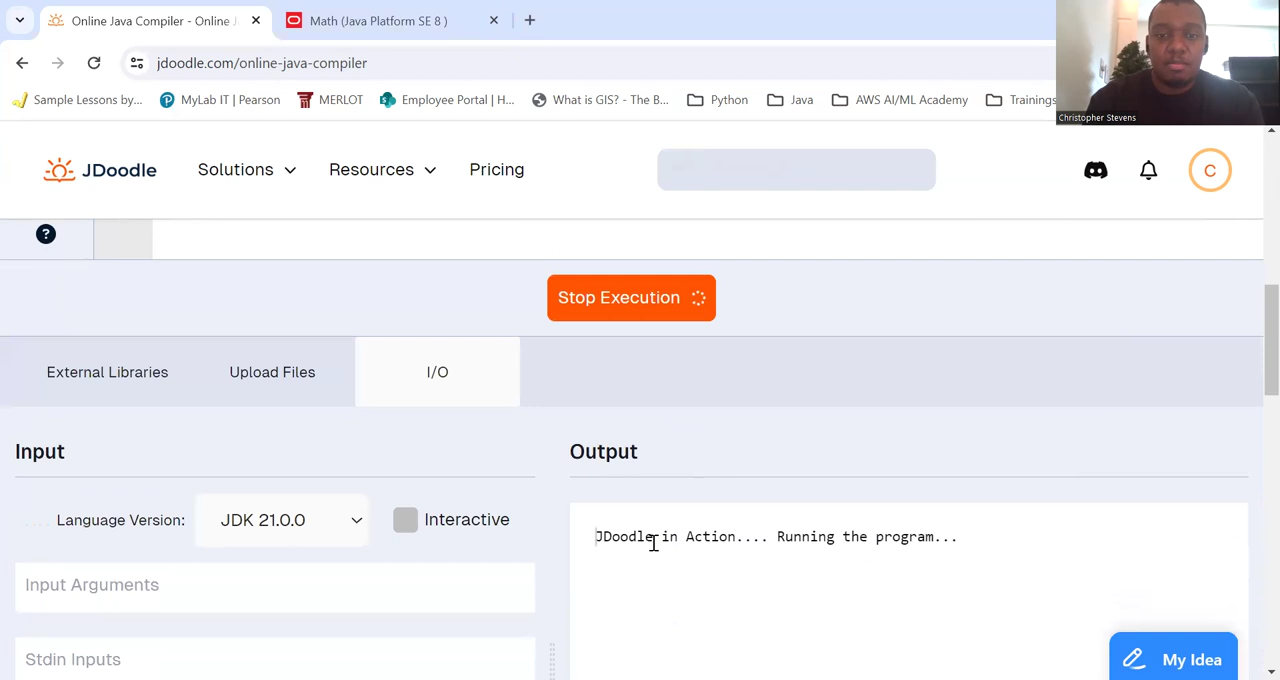 Online Java Compiler - Online J
Math (Java Platform SE 8 )
jdoodle.com/online-java-compiler
Sample Lessons by...
MyLab IT | Pearson
MERLOT
Employee Portal | H...
What is GIS? - The B...
Python
Java
AWS AI/ML Academy
Trainings
Christopher Stevens
JDoodle
Solutions
Resources
Pricing
C
?
Stop Execution
External Libraries
Upload Files
I/O
Input
Output
Language Version:
JDK 21.0.0
Interactive
JDoodle in Action.... Running the program...
Input Arguments
Stdin Inputs
My Idea